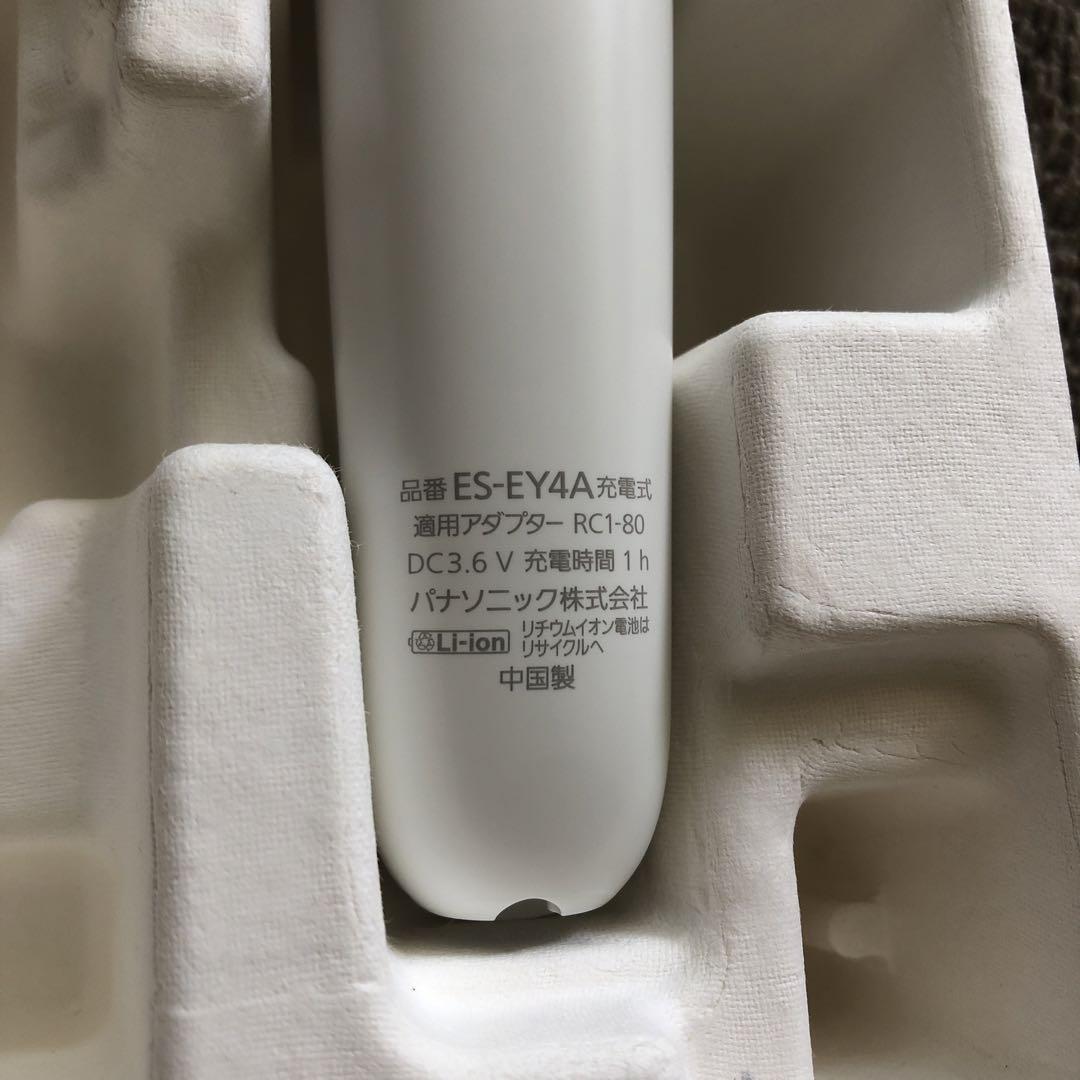 品番 ES-EY4A 充電式
適用アダプター RC1-80
DC3.6 V 充電時間 1 h
パナソニック株式会社
Li-ion リチウムイオン電池は
リサイクルへ
中国製